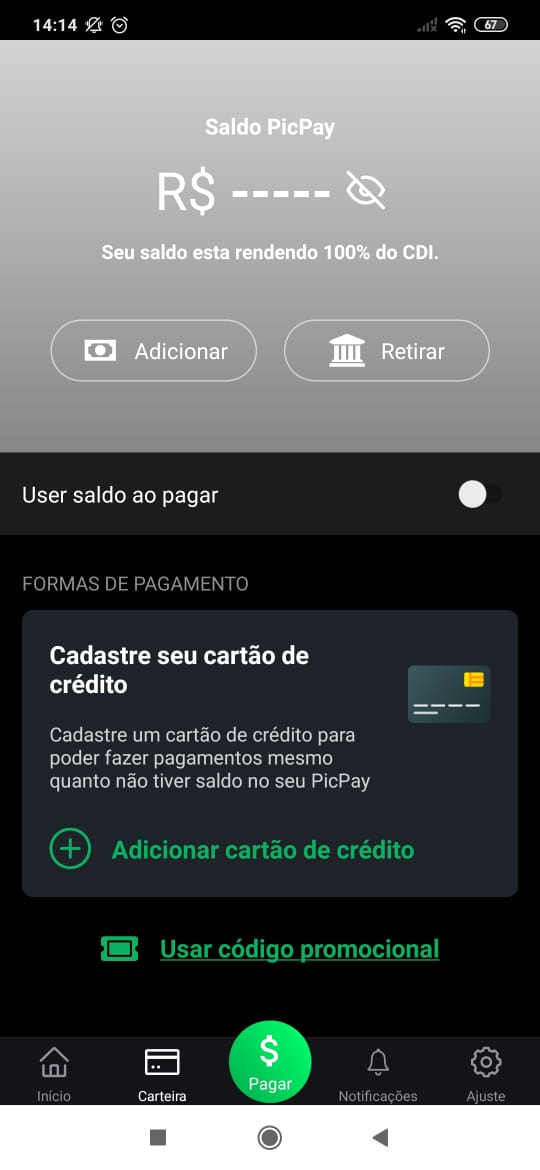 14:14
67
Saldo PicPay
R$ -----
Seu saldo esta rendendo 100% do CDI.
Adicionar
Retirar
User saldo ao pagar
FORMAS DE PAGAMENTO
Cadastre seu cartão de
crédito
Cadastre um cartão de crédito para
poder fazer pagamentos mesmo
quanto não tiver saldo no seu PicPay
Adicionar cartão de crédito
Usar código promocional
$
Pagar
Início
Carteira
Notificações
Ajuste